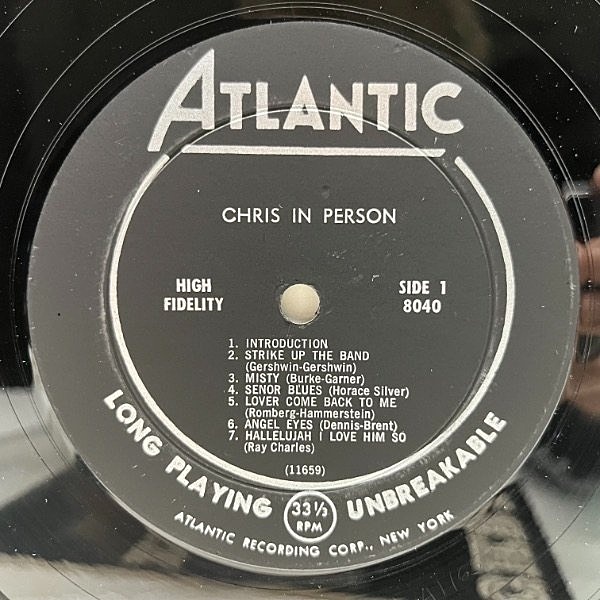 ATLANTIC
CHRIS IN PERSON
HIGH FIDELITY
SIDE 1
8040
1. INTRODUCTION
2. STRIKE UP THE BAND
(Gershwin-Gershwin)
3. MISTY (Burke-Garner)
4. SENOR BLUES (Horace Silver)
5. LOVER COME BACK TO ME
(Romberg-Hammerstein)
6. ANGEL EYES (Dennis-Brent)
7. HALLELUJAH I LOVE HIM SO
(Ray Charles)
(11659)
LONG PLAYING 33 1/3 RPM UNBREAKABLE
ATLANTIC RECORDING CORP., NEW YORK